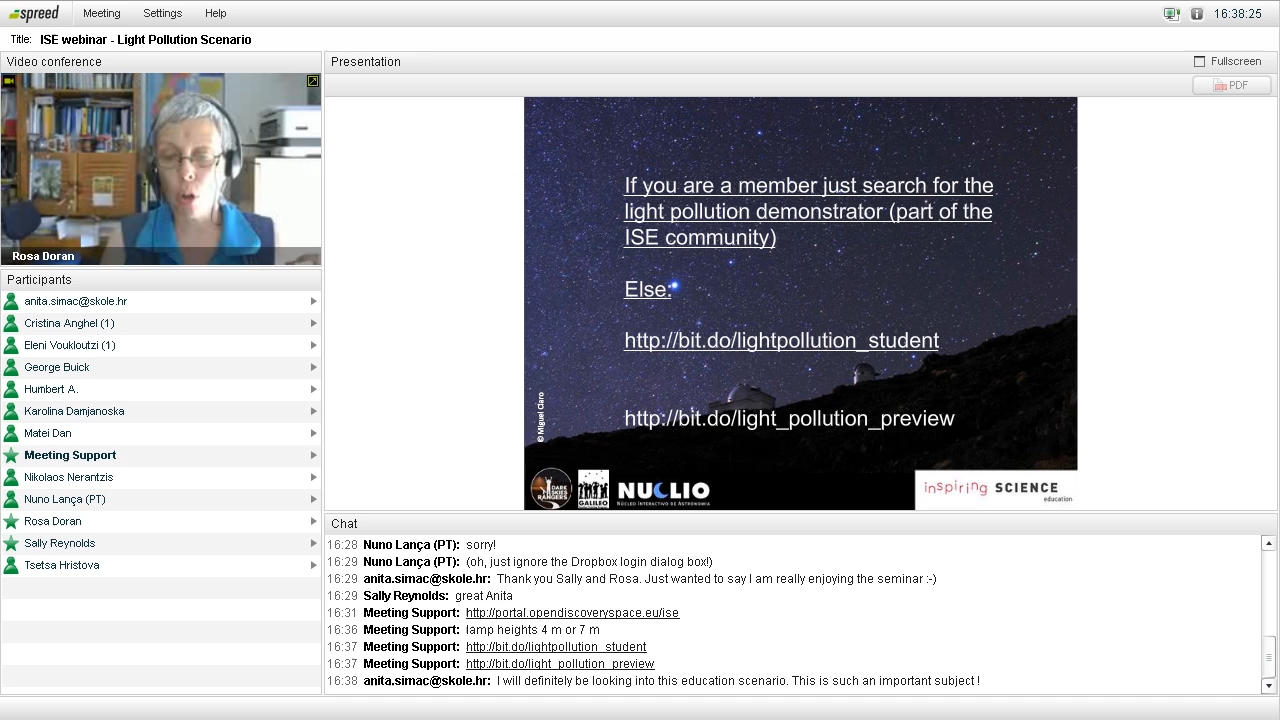 spreed
Meeting
Settings
Help
16:38:25
Title: ISE webinar - Light Pollution Scenario
Video conference
Rosa Doran
Participants
anita.simac@skole.hr
Cristina Anghel (1)
Eleni Voukloutzi (1)
George Buick
Humbert A.
Karolina Damjanoska
Matei Dan
Meeting Support
Nikolaos Nerantzis
Nuno Lança (PT)
Rosa Doran
Sally Reynolds
Tsetsa Hristova
Presentation
Fullscreen
PDF
If you are a member just search for the
light pollution demonstrator (part of the
ISE community)
Else:
http://bit.do/lightpollution_student
http://bit.do/light_pollution_preview
© Miguel Claro
DARK
SKIES
RANGERS
GALILEO
NUCLIO
NÚCLEO INTERACTIVO DE ASTRONOMIA
inspiring SCIENCE
education
Chat
16:28 Nuno Lança (PT): sorry!
16:29 Nuno Lança (PT): (oh, just ignore the Dropbox login dialog box!)
16:29 anita.simac@skole.hr: Thank you Sally and Rosa. Just wanted to say I am really enjoying the seminar :-)
16:29 Sally Reynolds: great Anita
16:31 Meeting Support: http://portal.opendiscoveryspace.eu/ise
16:36 Meeting Support: lamp heights 4 m or 7 m
16:37 Meeting Support: http://bit.do/lightpollution_student
16:37 Meeting Support: http://bit.do/light_pollution_preview
16:38 anita.simac@skole.hr: I will definitely be looking into this education scenario. This is such an important subject !